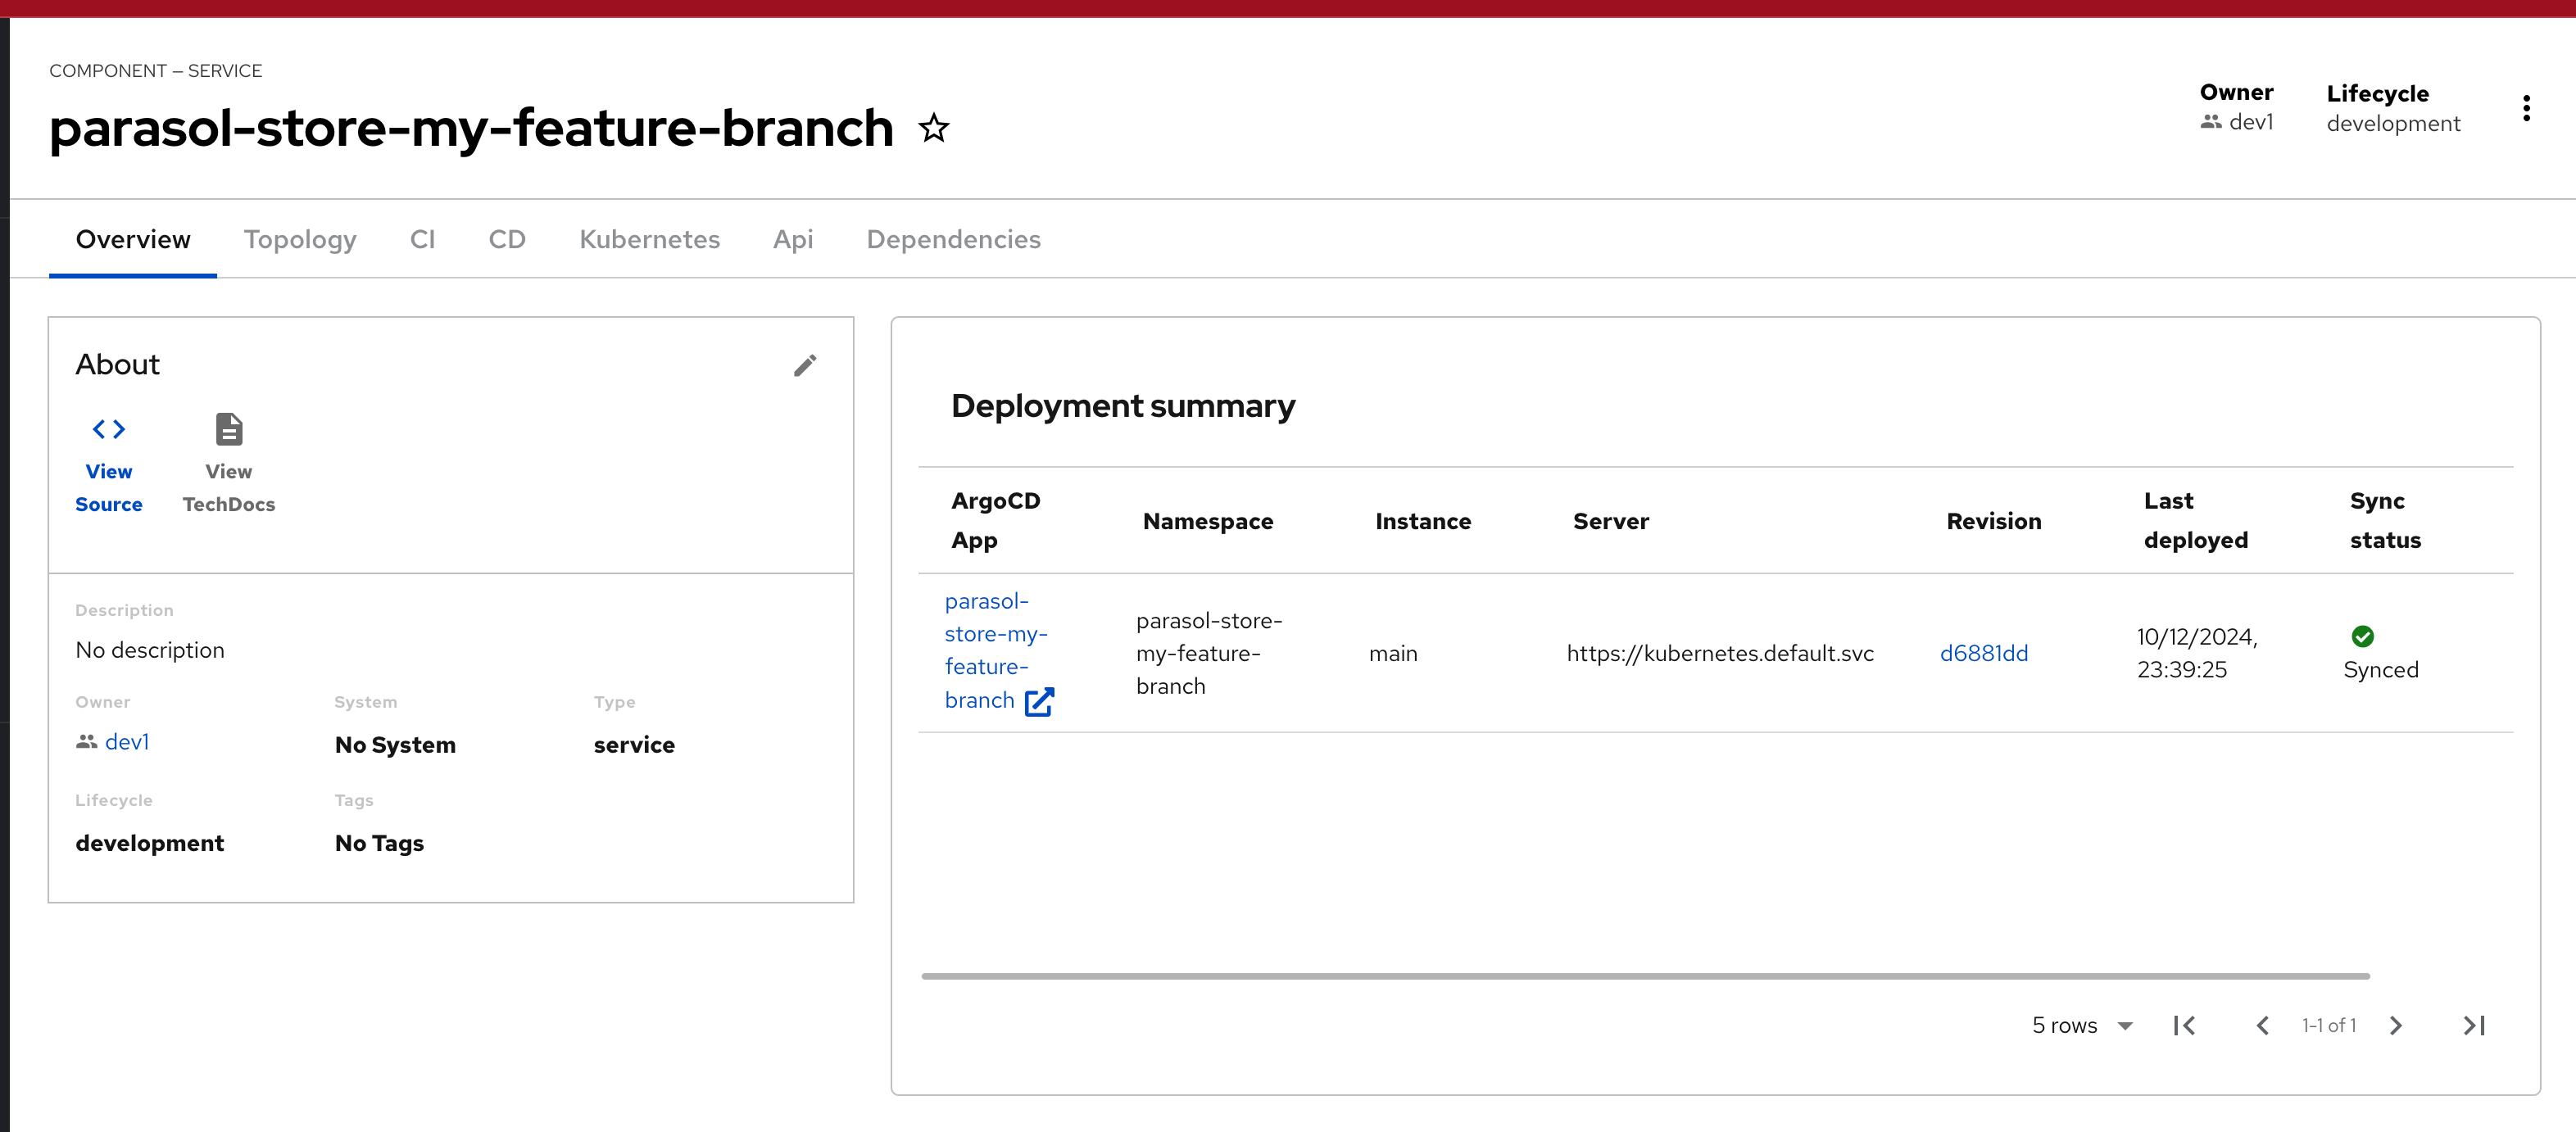 COMPONENT — SERVICE
parasol-store-my-feature-branch
Owner
dev1
Lifecycle
development
Overview
Topology
CI
CD
Kubernetes
Api
Dependencies
About
View
Source
View
TechDocs
Description
No description
Owner
dev1
System
No System
Type
service
Lifecycle
development
Tags
No Tags
Deployment summary
ArgoCD
App
Namespace
Instance
Server
Revision
Last
deployed
Sync
status
parasol-
store-my-
feature-
branch
parasol-store-
my-feature-
branch
main
https://kubernetes.default.svc
d6881dd
10/12/2024,
23:39:25
Synced
5 rows
1-1 of 1